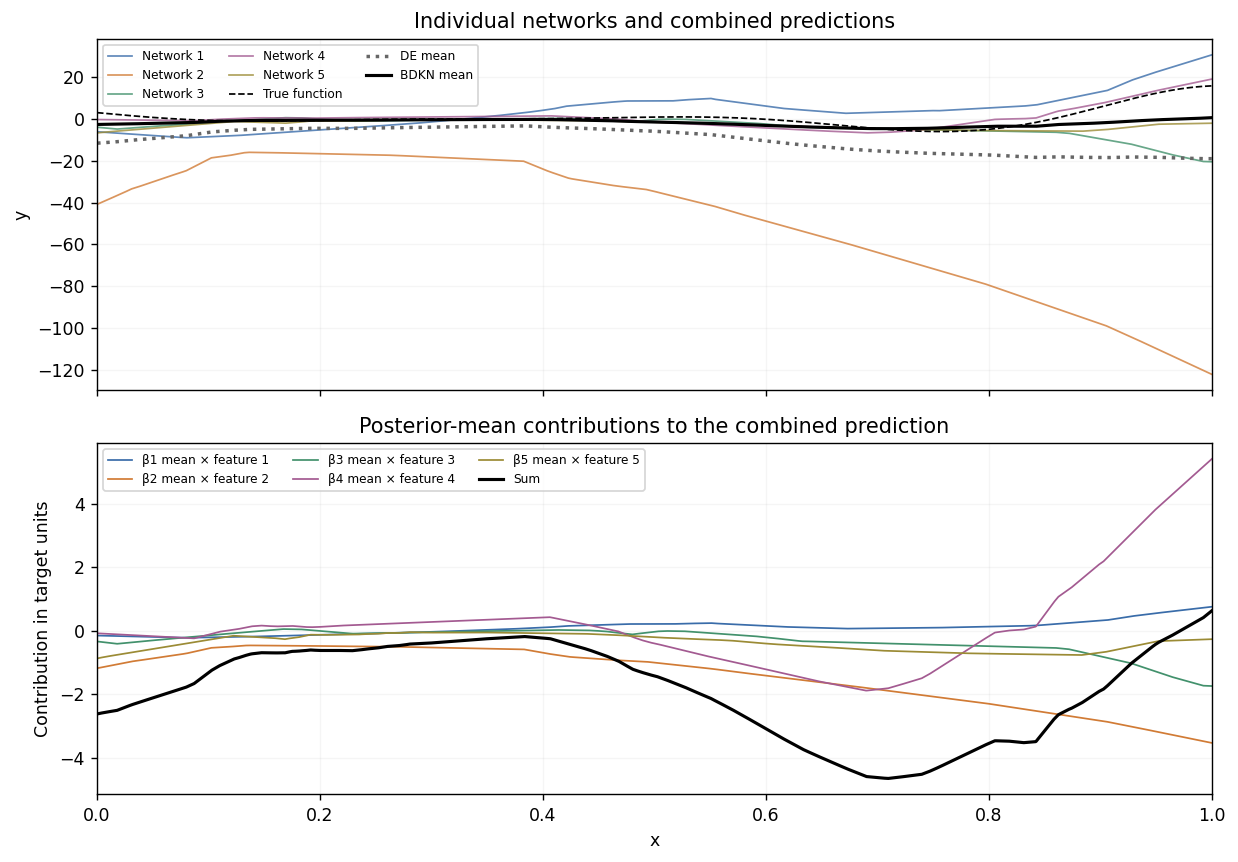 Individual networks and combined predictions
Network 1
Network 2
Network 3
Network 4
Network 5
True function
DE mean
BDKN mean
20
0
−20
−40
−60
−80
−100
−120
y
Posterior-mean contributions to the combined prediction
β1 mean × feature 1
β2 mean × feature 2
β3 mean × feature 3
β4 mean × feature 4
β5 mean × feature 5
Sum
4
2
0
−2
−4
Contribution in target units
0.0
0.2
0.4
0.6
0.8
1.0
x